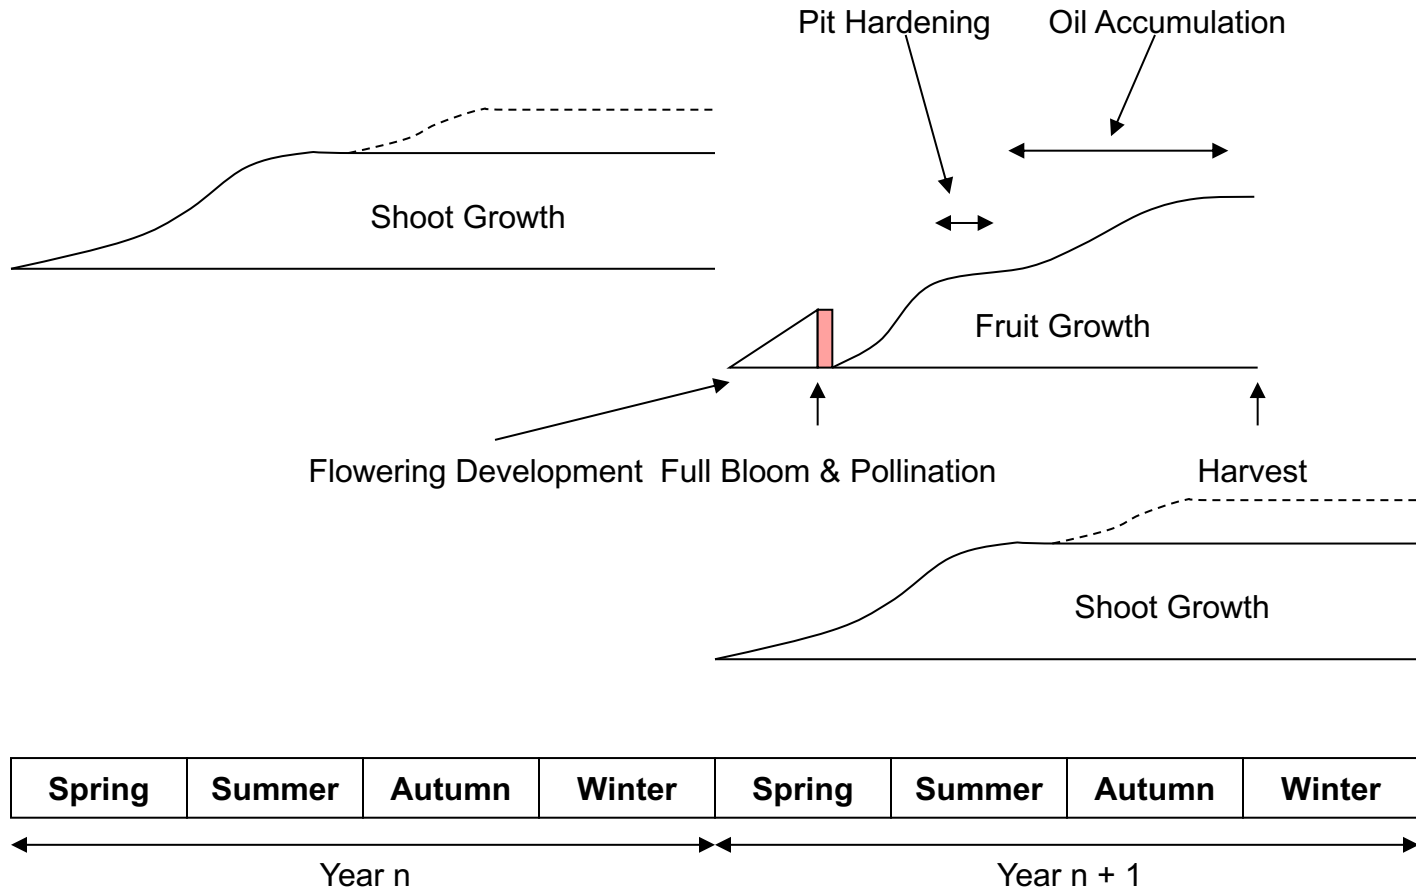 Pit Hardening
Oil Accumulation
Shoot Growth
Fruit Growth
Flowering Development
Full Bloom & Pollination
Harvest
Shoot Growth
Spring
Summer
Autumn
Winter
Spring
Summer
Autumn
Winter
Year n
Year n + 1